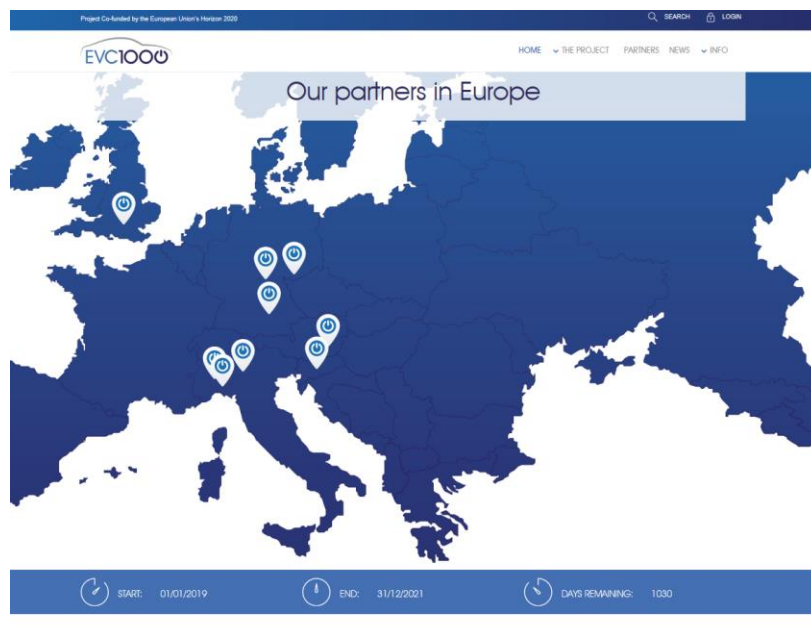 Project Co-funded by the European Union's Horizon 2020
SEARCH LOGIN
EVC1000
HOME THE PROJECT PARTNERS NEWS INFO
Our partners in Europe
START: 01/01/2019 END: 31/12/2021 DAYS REMAINING: 1030